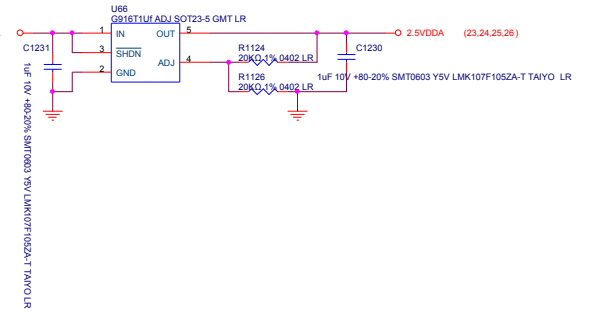 U66
G916T1Uf ADJ SOT23-5 GMT LR
1
IN
OUT
5
2.5VDDA
(23,24,25,26)
C1231
3
SHDN
2
GND
ADJ
4
R1124
20KΩ 1% 0402 LR
C1230
1uF 10V +80-20% SMT0603 Y5V LMK107F105ZA-T TAIYO LR
R1126
20KΩ 1% 0402 LR
1uF 10V +80-20% SMT0603 Y5V LMK107F105ZA-T TAIYO LR